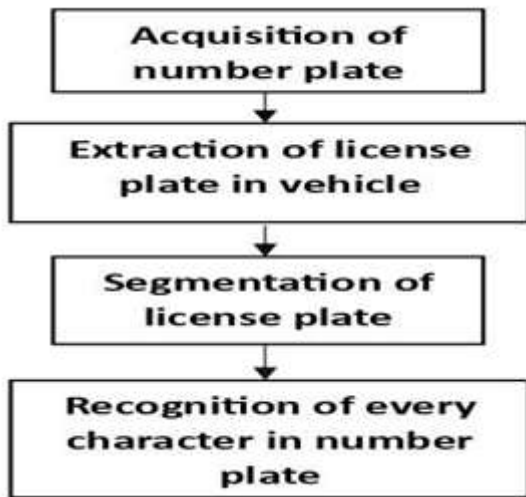 Acquisition of
number plate
Extraction of license
plate in vehicle
Segmentation of
license plate
Recognition of every
character in number
plate